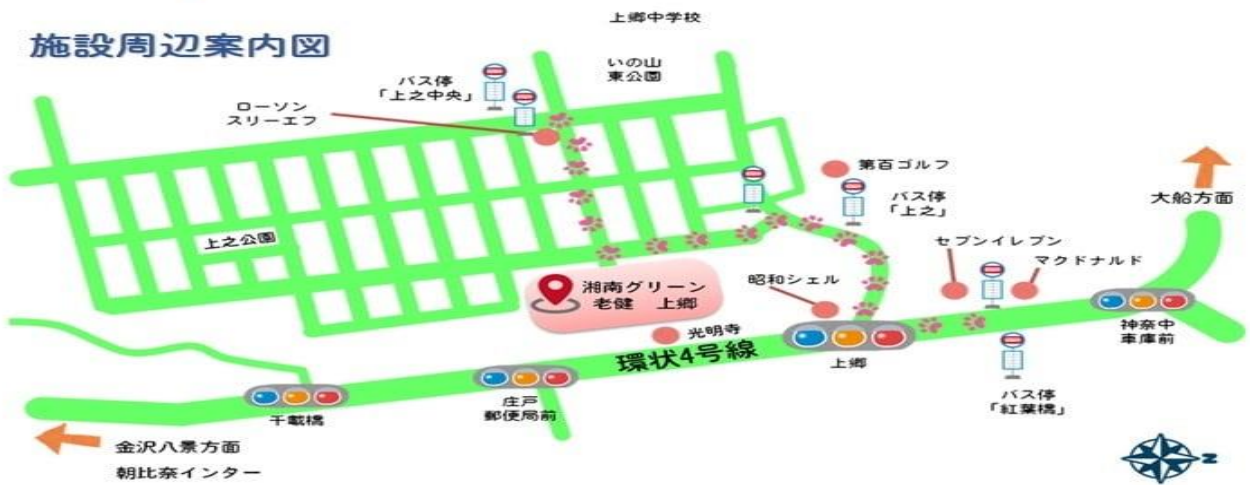 施設周辺案内図
上郷中学校
いの山
東公園
バス停
「上之中央」
ローソン
スリーエフ
第百ゴルフ
バス停
「上之」
大船方面
上之公園
セブンイレブン
マクドナルド
昭和シェル
湘南グリーン
老健 上郷
光明寺
環状4号線
上郷
神奈中
車庫前
バス停
「紅葉橋」
庄戸
郵便局前
千載橋
金沢八景方面
朝比奈インター
N